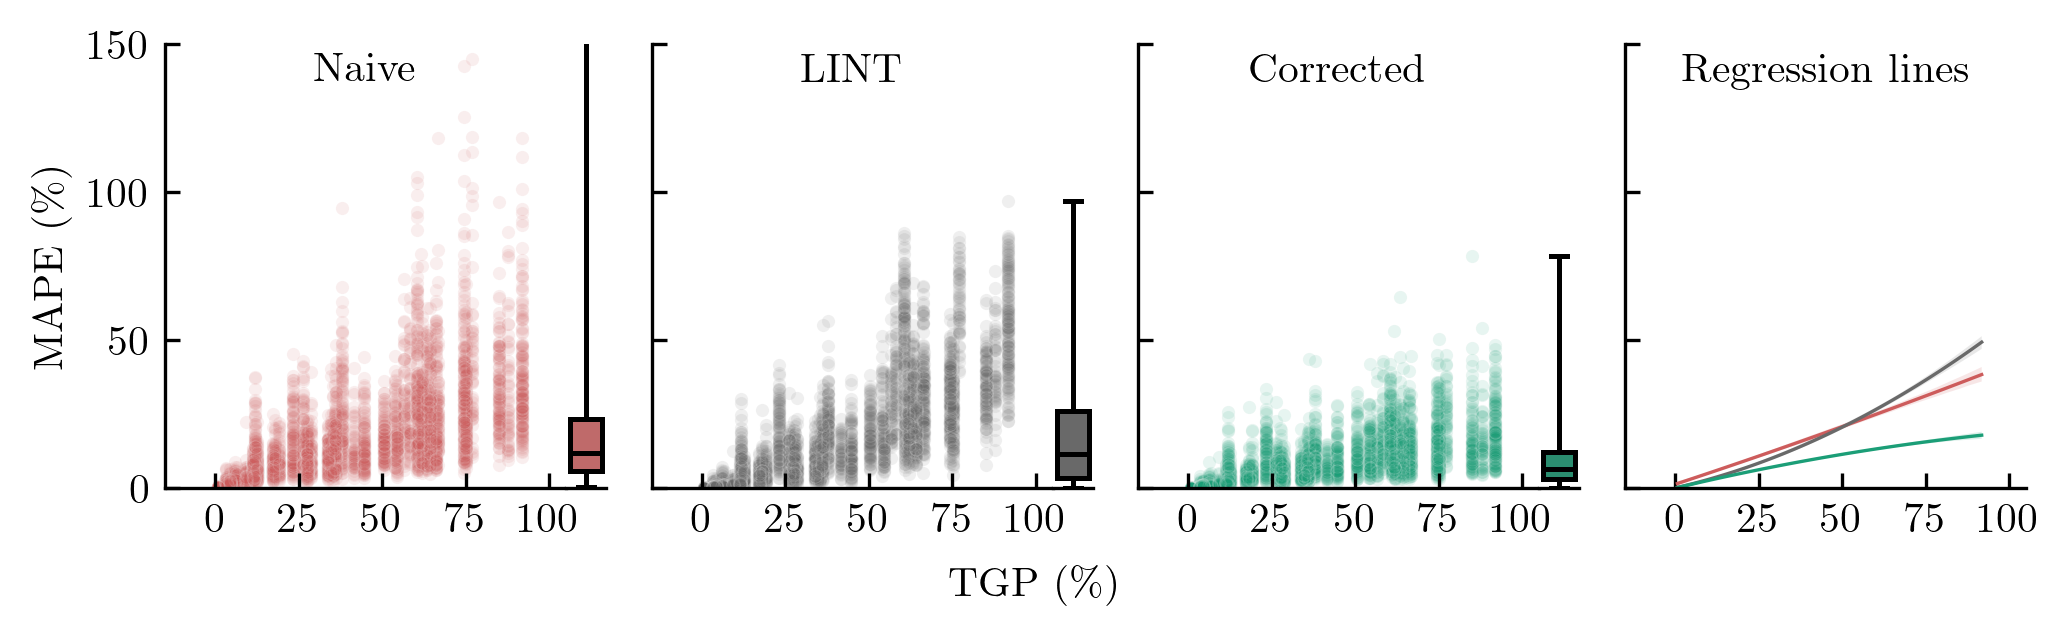 Naive
LINT
Corrected
Regression lines
MAPE (%)
150
100
50
0
0 25 50 75 100
0 25 50 75 100
0 25 50 75 100
0 25 50 75 100
TGP (%)